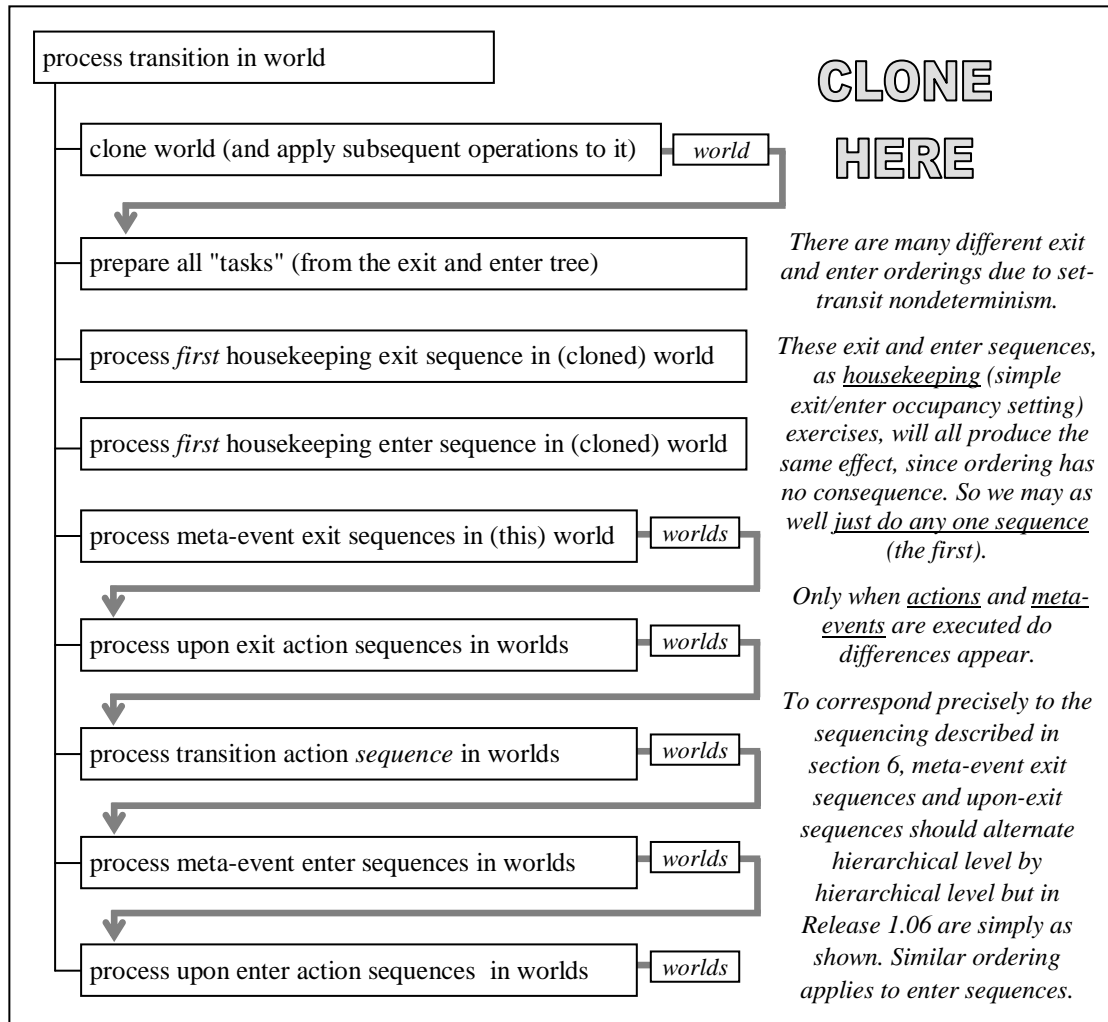 process transition in world
CLONE
HERE
clone world (and apply subsequent operations to it)
world
prepare all "tasks" (from the exit and enter tree)
process first housekeeping exit sequence in (cloned) world
process first housekeeping enter sequence in (cloned) world
process meta-event exit sequences in (this) world
worlds
process upon exit action sequences in worlds
worlds
process transition action sequence in worlds
worlds
process meta-event enter sequences in worlds
worlds
process upon enter action sequences in worlds
worlds
There are many different exit
and enter orderings due to set-
transit nondeterminism.
These exit and enter sequences,
as housekeeping (simple
exit/enter occupancy setting)
exercises, will all produce the
same effect, since ordering has
no consequence. So we may as
well just do any one sequence
(the first).
Only when actions and meta-
events are executed do
differences appear.
To correspond precisely to the
sequencing described in
section 6, meta-event exit
sequences and upon-exit
sequences should alternate
hierarchical level by
hierarchical level but in
Release 1.06 are simply as
shown. Similar ordering
applies to enter sequences.